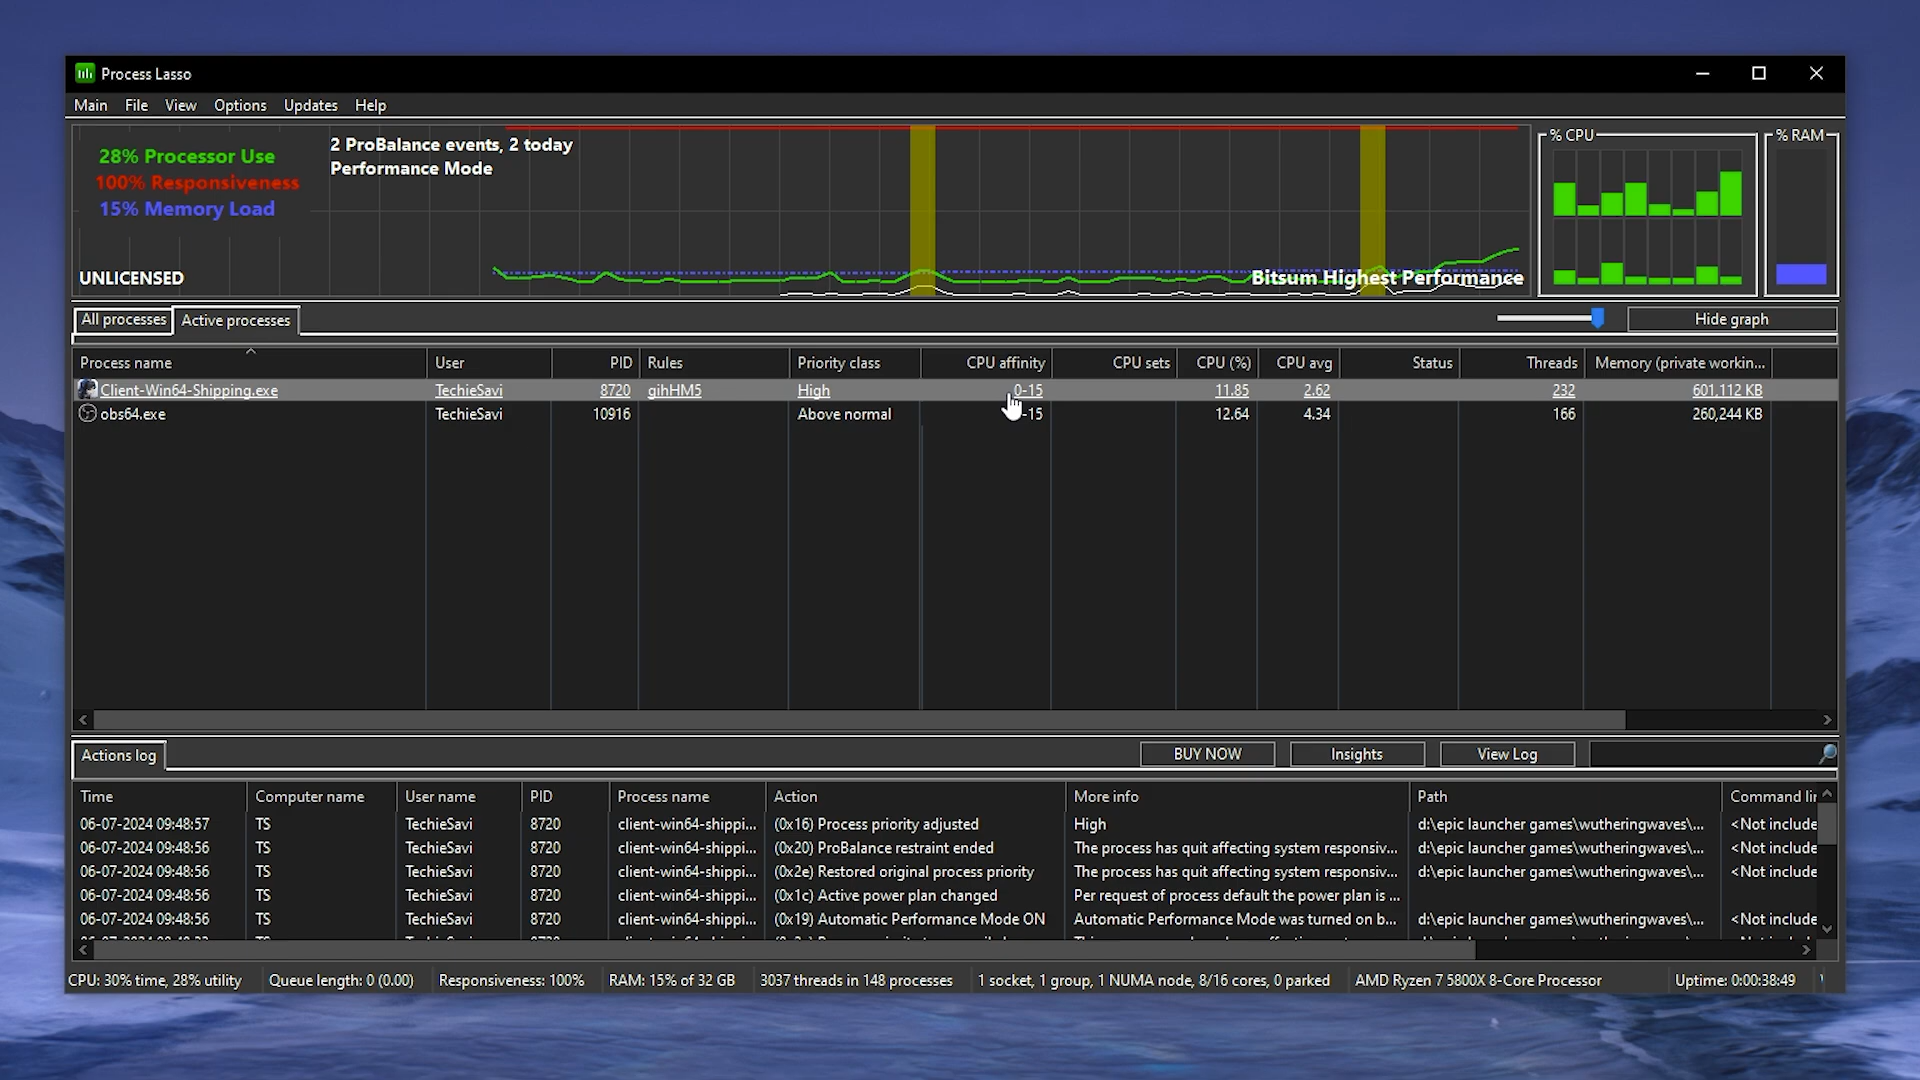 Process Lasso
Main File View Options Updates Help
28% Processor Use
100% Responsiveness
15% Memory Load
UNLICENSED
2 ProBalance events, 2 today
Performance Mode
Bitsum Highest Performance
% CPU
% RAM
All processes Active processes Hide graph
Process name User PID Rules Priority class CPU affinity CPU sets CPU (%) CPU avg Status Threads Memory (private workin...
Client-Win64-Shipping.exe TechieSavi 8720 gihHM5 High 0-15 11.85 2.62 232 601,112 KB
obs64.exe TechieSavi 10916 Above normal -15 12.64 4.34 166 260,244 KB
Actions log BUY NOW Insights View Log
Time Computer name User name PID Process name Action More info Path Command lin
06-07-2024 09:48:57 TS TechieSavi 8720 client-win64-shippi... (0x16) Process priority adjusted High d:\epic launcher games\wutheringwaves\... <Not include
06-07-2024 09:48:56 TS TechieSavi 8720 client-win64-shippi... (0x20) ProBalance restraint ended The process has quit affecting system responsiv... d:\epic launcher games\wutheringwaves\... <Not include
06-07-2024 09:48:56 TS TechieSavi 8720 client-win64-shippi... (0x2e) Restored original process priority The process has quit affecting system responsiv... d:\epic launcher games\wutheringwaves\... <Not include
06-07-2024 09:48:56 TS TechieSavi 8720 client-win64-shippi... (0x1c) Active power plan changed Per request of process default the power plan is ...
06-07-2024 09:48:56 TS TechieSavi 8720 client-win64-shippi... (0x19) Automatic Performance Mode ON Automatic Performance Mode was turned on b... d:\epic launcher games\wutheringwaves\... <Not include
CPU: 30% time, 28% utility Queue length: 0 (0.00) Responsiveness: 100% RAM: 15% of 32 GB 3037 threads in 148 processes 1 socket, 1 group, 1 NUMA node, 8/16 cores, 0 parked AMD Ryzen 7 5800X 8-Core Processor Uptime: 0:00:38:49